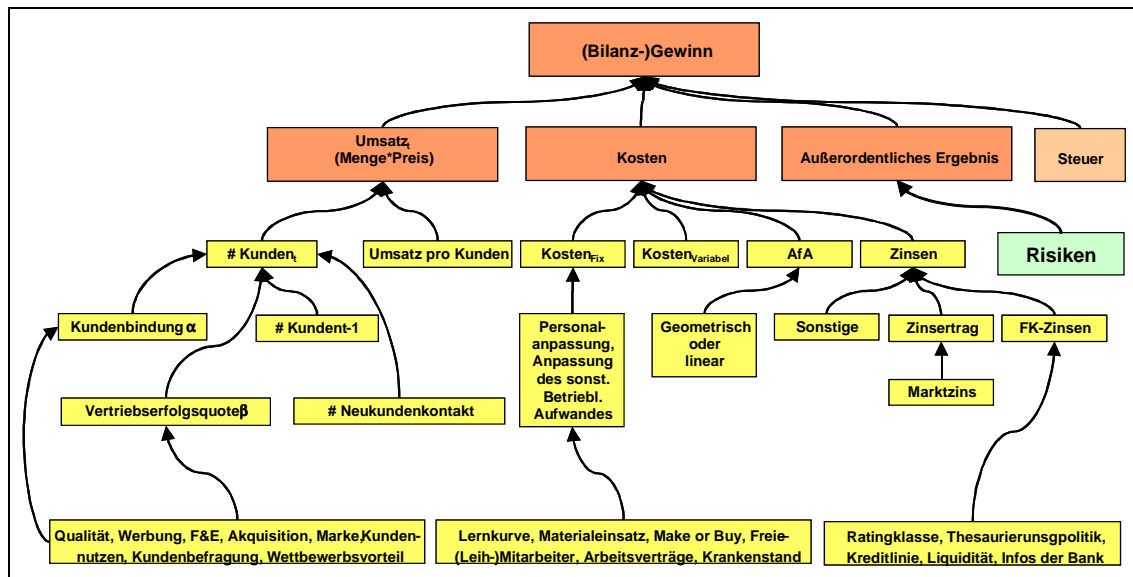 (Bilanz-)Gewinn
Umsatzt
(Menge*Preis)
Kosten
Außerordentliches Ergebnis
Steuer
# Kundent
Umsatz pro Kunden
KostenFix
KostenVariabel
AfA
Zinsen
Risiken
Kundenbindung α
# Kundent-1
Personal-
anpassung,
Anpassung
des sonst.
Betriebl.
Aufwandes
Geometrisch
oder
linear
Sonstige
Zinsertrag
FK-Zinsen
Marktzins
Vertriebserfolgsquoteβ
# Neukundenkontakt
Qualität, Werbung, F&E, Akquisition, Marke,Kunden-
nutzen, Kundenbefragung, Wettbewerbsvorteil
Lernkurve, Materialeinsatz, Make or Buy, Freie-
(Leih-)Mitarbeiter, Arbeitsverträge, Krankenstand
Ratingklasse, Thesaurierunsgpolitik,
Kreditlinie, Liquidität, Infos der Bank